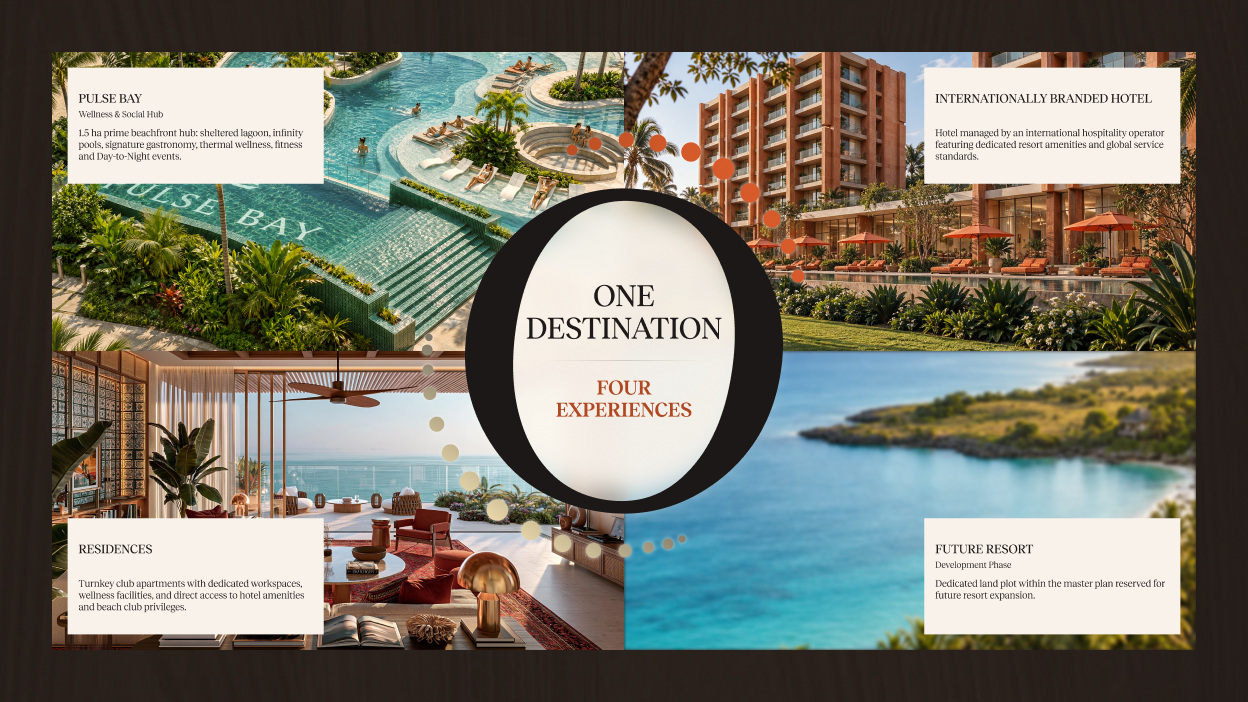 PULSE BAY
Wellness & Social Hub
1.5 ha prime beachfront hub: sheltered lagoon, infinity
pools, signature gastronomy, thermal wellness, fitness
and Day-to-Night events.
PULSE BAY
INTERNATIONALLY BRANDED HOTEL
Hotel managed by an international hospitality operator
featuring dedicated resort amenities and global service
standards.
ONE
DESTINATION
FOUR
EXPERIENCES
RESIDENCES
Turnkey club apartments with dedicated workspaces,
wellness facilities, and direct access to hotel amenities
and beach club privileges.
FUTURE RESORT
Development Phase
Dedicated land plot within the master plan reserved for
future resort expansion.